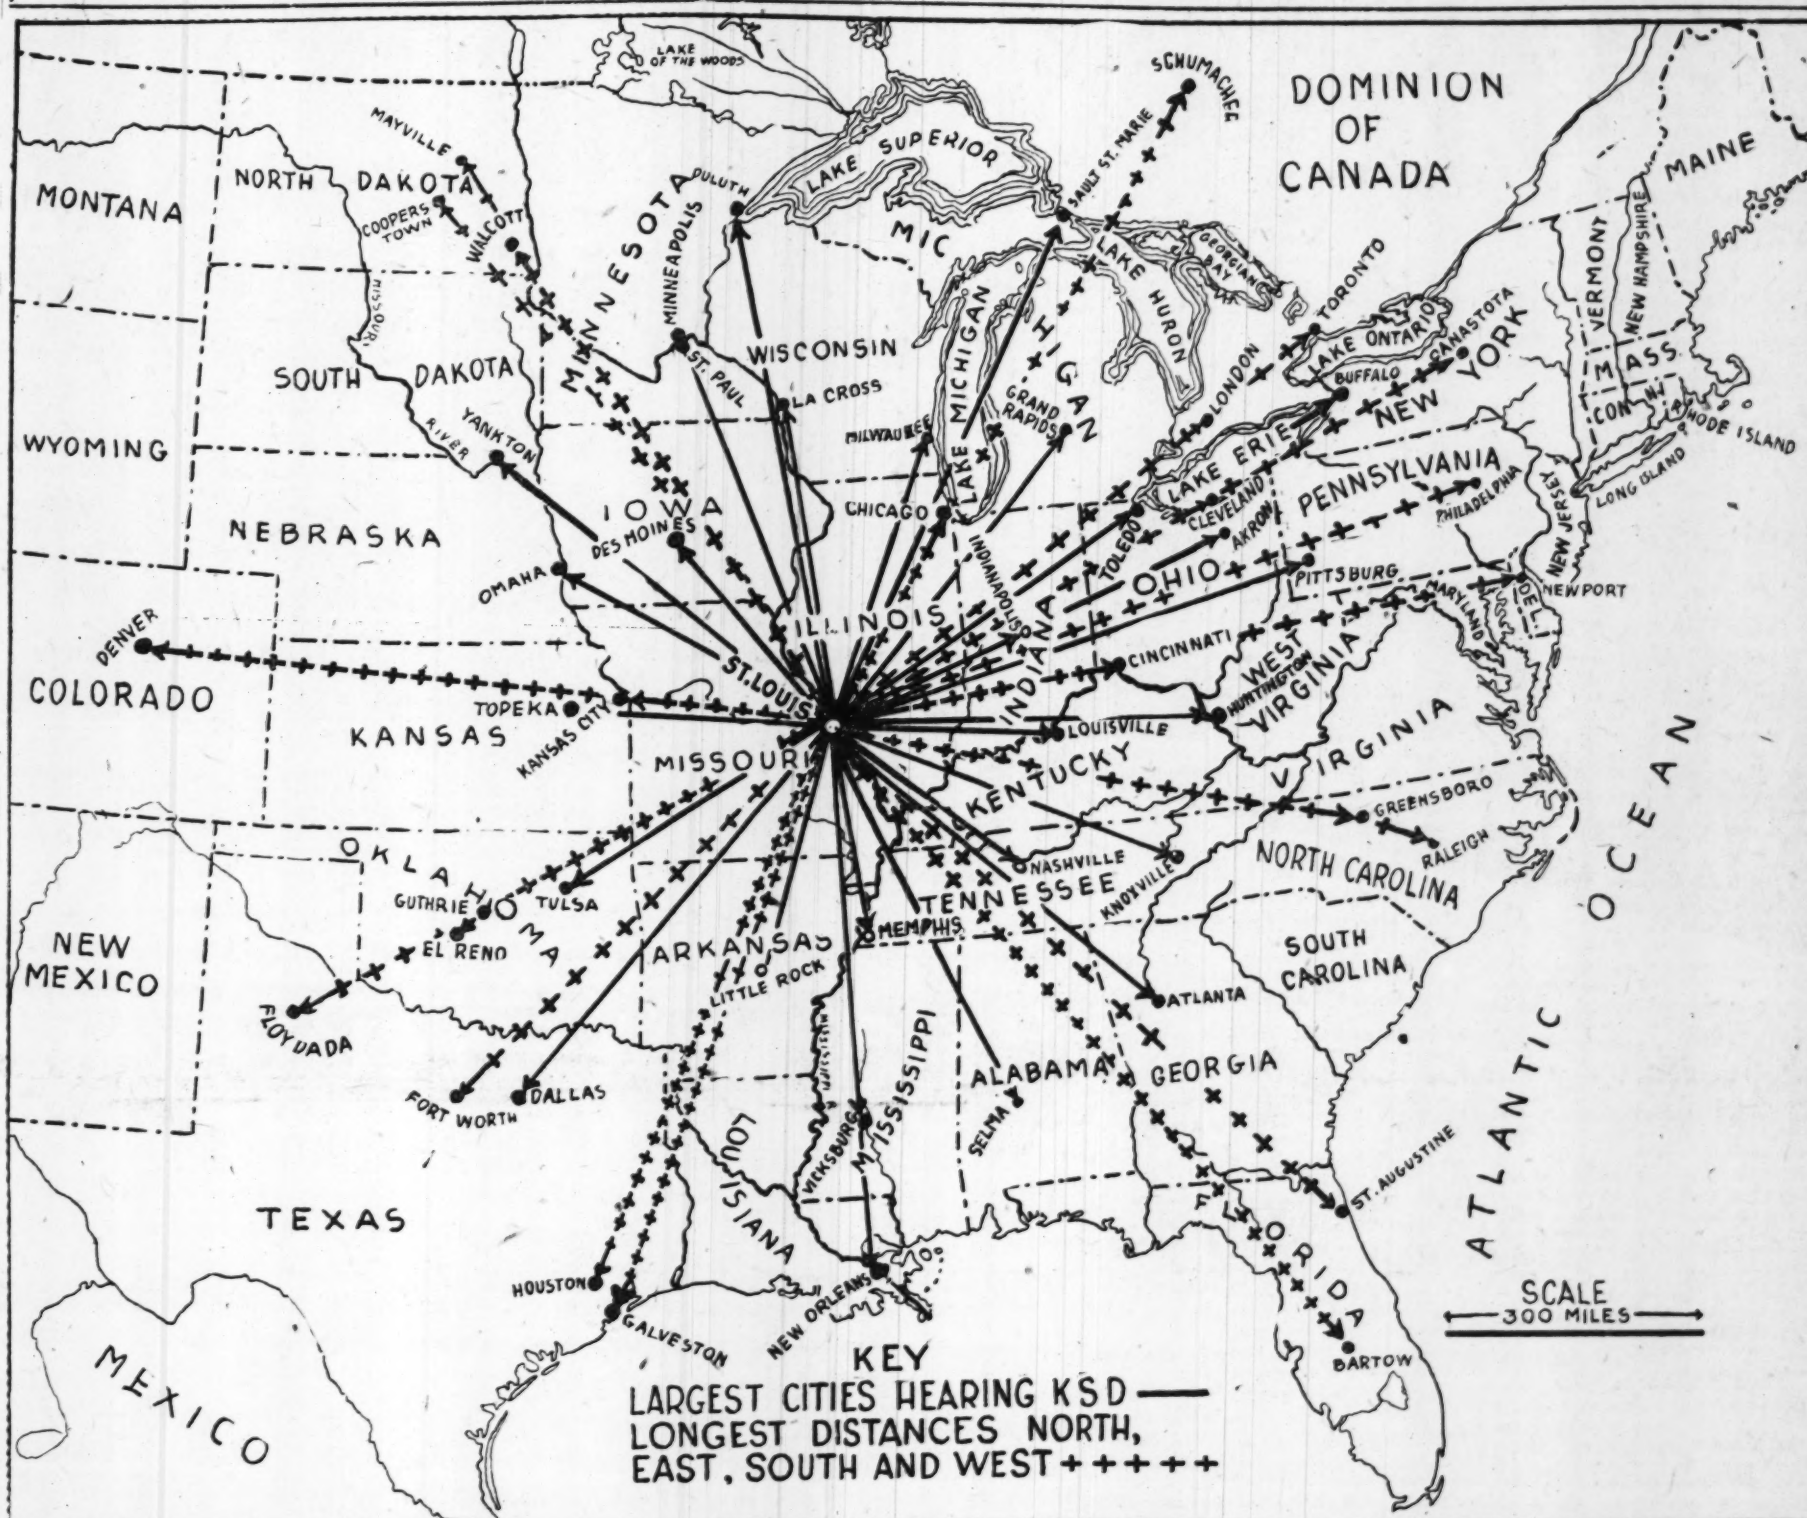 LAKE
OF THE WOODS
SCHUMACHER
DOMINION
OF
CANADA
MAYVILLE
LAKE SUPERIOR
SAULT ST. MARIE
MAINE
MONTANA
NORTH DAKOTA
DULUTH
COOPERS
TOWN
WALCOTT
MINNESOTA
MINNEAPOLIS
MIC HIGAN
LAKE HURON
GEORGIAN
BAY
TORONTO
VERMONT
NEW HAMPSHIRE
MISSOURI
RIVER
ST. PAUL
WISCONSIN
LA CROSS
LAKE MICHIGAN
GRAND
RAPIDS
LONDON
LAKE ONTARIO
CANASTOTA
BUFFALO
NEW YORK
MASS
CONN
RHODE ISLAND
LONG ISLAND
SOUTH DAKOTA
YANKTON
WYOMING
MILWAUKEE
LAKE ERIE
PENNSYLVANIA
PHILADELPHIA
NEW JERSEY
NEBRASKA
IOWA
DES MOINES
CHICAGO
CLEVELAND
AKRON
TOLEDO
OHIO
PITTSBURG
OMAHA
INDIANAPOLIS
ILLINOIS
INDIANA
MARYLAND
DEL.
NEWPORT
DENVER
COLORADO
ST. LOUIS
CINCINNATI
WEST
VIRGINIA
HUNTINGTON
TOPEKA
KANSAS CITY
KANSAS
MISSOURI
LOUISVILLE
KENTUCKY
VIRGINIA
GREENSBORO
RALEIGH
OKLAHOMA
GUTHRIE
TULSA
EL RENO
NASHVILLE
TENNESSEE
KNOXVILLE
NORTH CAROLINA
NEW
MEXICO
ARKANSAS
LITTLE ROCK
MEMPHIS
SOUTH
CAROLINA
FLOYDADA
ATLANTA
FORT WORTH
DALLAS
MISSISSIPPI
MISSISSIPPI
ALABAMA
GEORGIA
SELMA
VICKSBURG
LOUISIANA
ST. AUGUSTINE
TEXAS
FLORIDA
ATLANTIC OCEAN
HOUSTON
GALVESTON
NEW ORLEANS
BARTOW
MEXICO
SCALE
300 MILES
KEY
LARGEST CITIES HEARING KSD
LONGEST DISTANCES NORTH,
EAST, SOUTH AND WEST